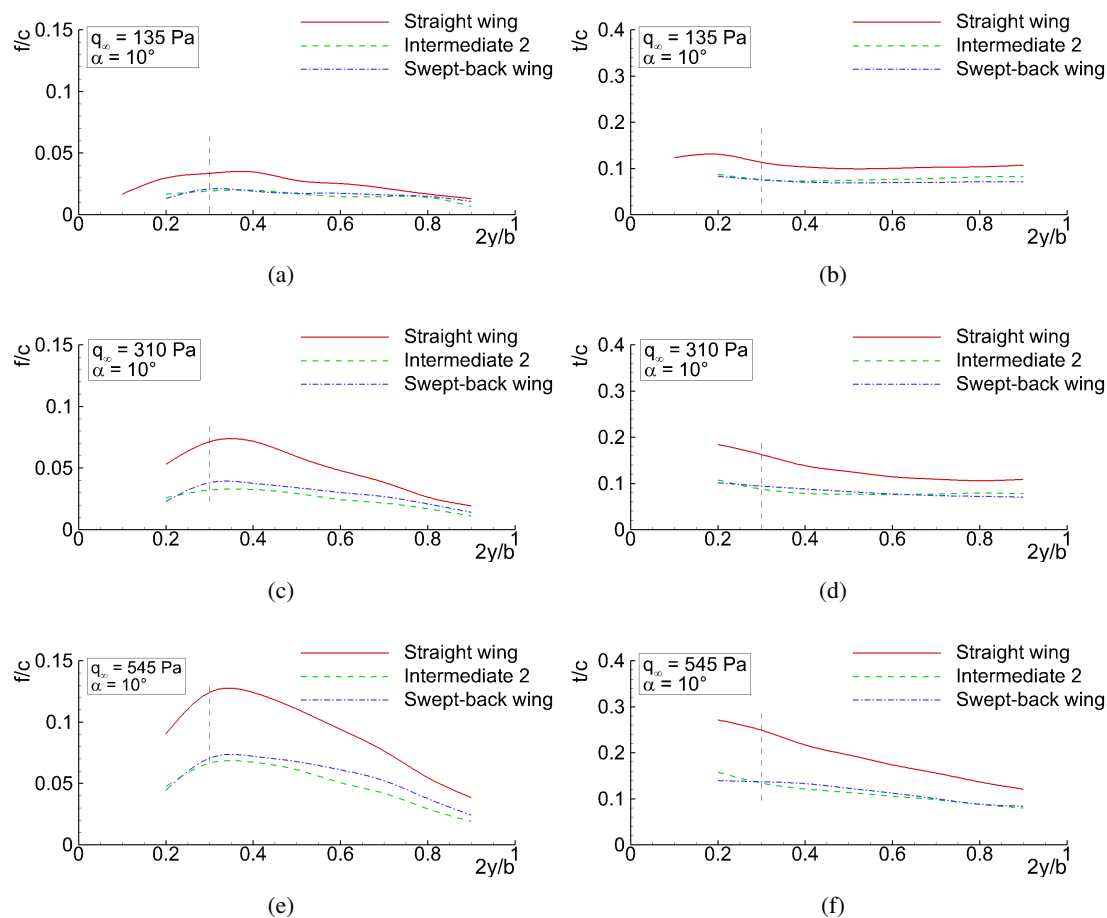 f/c
0.15
0.1
0.05
0
0 0.2 0.4 0.6 0.8 1
2y/b
q∞ = 135 Pa
α = 10°
Straight wing
Intermediate 2
Swept-back wing
(a)
t/c
0.4
0.3
0.2
0.1
0
0 0.2 0.4 0.6 0.8 1
2y/b
q∞ = 135 Pa
α = 10°
Straight wing
Intermediate 2
Swept-back wing
(b)
f/c
0.15
0.1
0.05
0
0 0.2 0.4 0.6 0.8 1
2y/b
q∞ = 310 Pa
α = 10°
Straight wing
Intermediate 2
Swept-back wing
(c)
t/c
0.4
0.3
0.2
0.1
0
0 0.2 0.4 0.6 0.8 1
2y/b
q∞ = 310 Pa
α = 10°
Straight wing
Intermediate 2
Swept-back wing
(d)
f/c
0.15
0.1
0.05
0
0 0.2 0.4 0.6 0.8 1
2y/b
q∞ = 545 Pa
α = 10°
Straight wing
Intermediate 2
Swept-back wing
(e)
t/c
0.4
0.3
0.2
0.1
0
0 0.2 0.4 0.6 0.8 1
2y/b
q∞ = 545 Pa
α = 10°
Straight wing
Intermediate 2
Swept-back wing
(f)